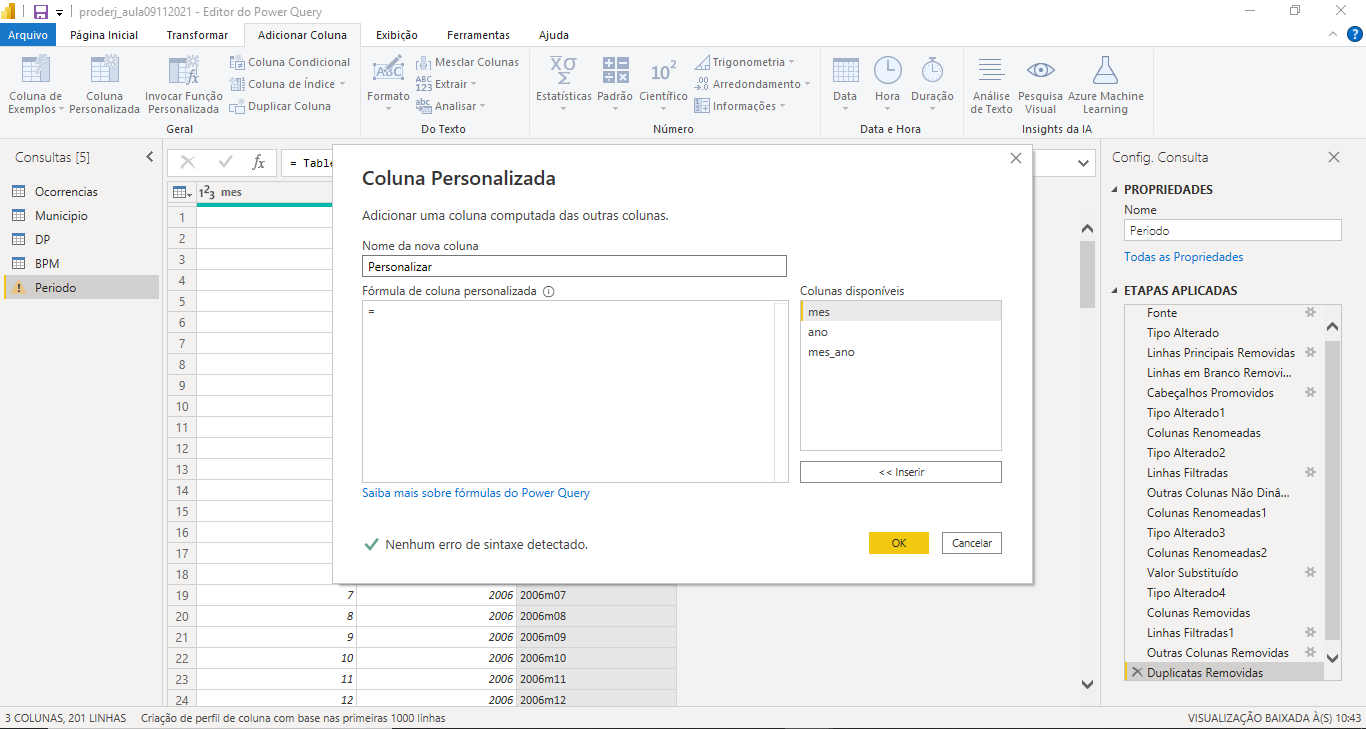 proderj_aula09112021 - Editor do Power Query
Arquivo
Página Inicial
Transformar
Adicionar Coluna
Exibição
Ferramentas
Ajuda
?
Coluna de Exemplos
Coluna Personalizada
Invocar Função Personalizada
Coluna Condicional
Coluna de Índice
Duplicar Coluna
Geral
ABC
Formato
Mesclar Colunas
ABC 123 Extrair
abc Analisar
Do Texto
XΟ Σ
Estatísticas
Padrão
10²
Científico
Trigonometria
.00 Arredondamento
Informações
Número
Data
Hora
Duração
Data e Hora
Análise de Texto
Pesquisa Visual
Azure Machine Learning
Insights da IA
Consultas [5]
Ocorrencias
Municipio
DP
BPM
Periodo
fx
= Table
1²3 mes
1
2
3
4
5
6
7
8
9
10
11
12
13
14
15
16
17
18
19 7 2006 2006m07
20 8 2006 2006m08
21 9 2006 2006m09
22 10 2006 2006m10
23 11 2006 2006m11
24 12 2006 2006m12
Coluna Personalizada
Adicionar uma coluna computada das outras colunas.
Nome da nova coluna
Personalizar
Fórmula de coluna personalizada
=
Colunas disponíveis
mes
ano
mes_ano
<< Inserir
Saiba mais sobre fórmulas do Power Query
Nenhum erro de sintaxe detectado.
OK
Cancelar
Config. Consulta
PROPRIEDADES
Nome
Periodo
Todas as Propriedades
ETAPAS APLICADAS
Fonte
Tipo Alterado
Linhas Principais Removidas
Linhas em Branco Removi...
Cabeçalhos Promovidos
Tipo Alterado1
Colunas Renomeadas
Tipo Alterado2
Linhas Filtradas
Outras Colunas Não Dinâ...
Colunas Renomeadas1
Tipo Alterado3
Colunas Renomeadas2
Valor Substituído
Tipo Alterado4
Colunas Removidas
Linhas Filtradas1
Outras Colunas Removidas
Duplicatas Removidas
3 COLUNAS, 201 LINHAS
Criação de perfil de coluna com base nas primeiras 1000 linhas
VISUALIZAÇÃO BAIXADA À(S) 10:43